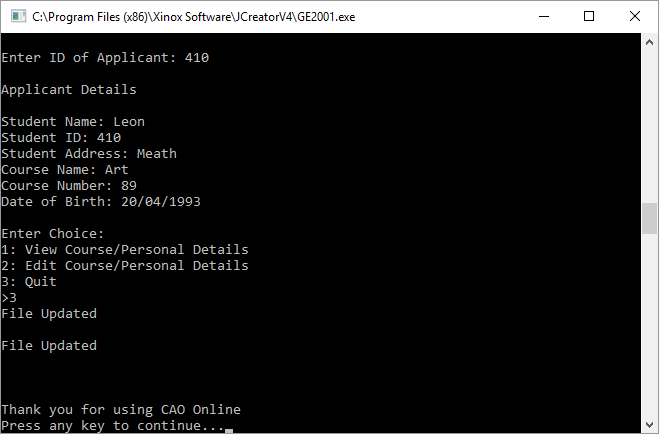 C:\Program Files (x86)\Xinox Software\JCreatorV4\GE2001.exe
Enter ID of Applicant: 410
Applicant Details
Student Name: Leon
Student ID: 410
Student Address: Meath
Course Name: Art
Course Number: 89
Date of Birth: 20/04/1993
Enter Choice:
1: View Course/Personal Details
2: Edit Course/Personal Details
3: Quit
>3
File Updated
File Updated
Thank you for using CAO Online
Press any key to continue..._